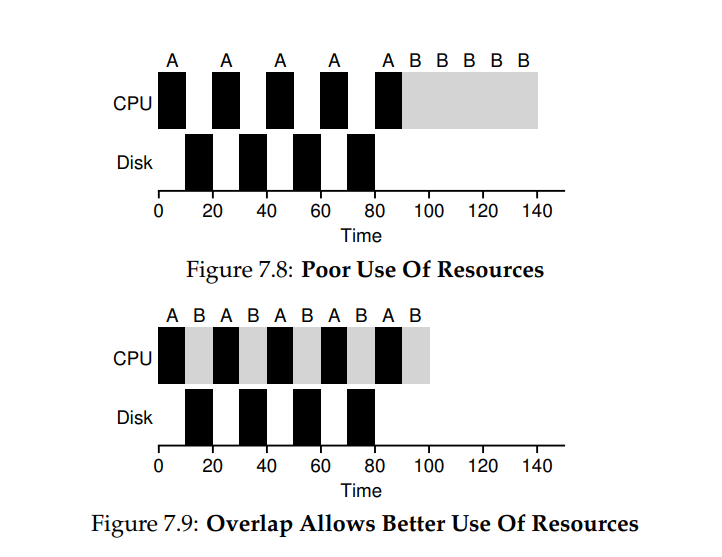 A A A A A B B B B B
CPU
Disk
0 20 40 60 80 100 120 140
Time
Figure 7.8: Poor Use Of Resources
A B A B A B A B A B
CPU
Disk
0 20 40 60 80 100 120 140
Time
Figure 7.9: Overlap Allows Better Use Of Resources